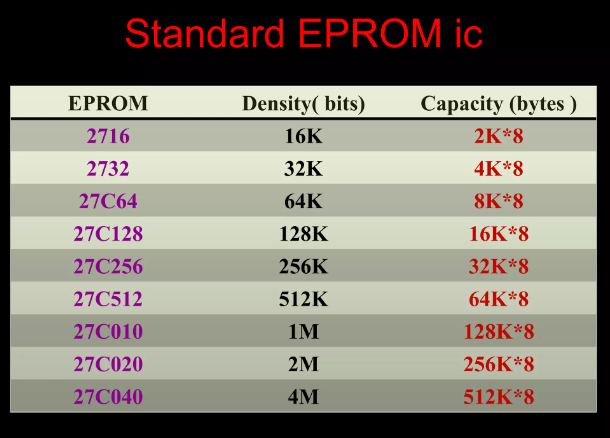 Standard EPROM ic
EPROM Density( bits) Capacity (bytes )
2716 16K 2K*8
2732 32K 4K*8
27C64 64K 8K*8
27C128 128K 16K*8
27C256 256K 32K*8
27C512 512K 64K*8
27C010 1M 128K*8
27C020 2M 256K*8
27C040 4M 512K*8